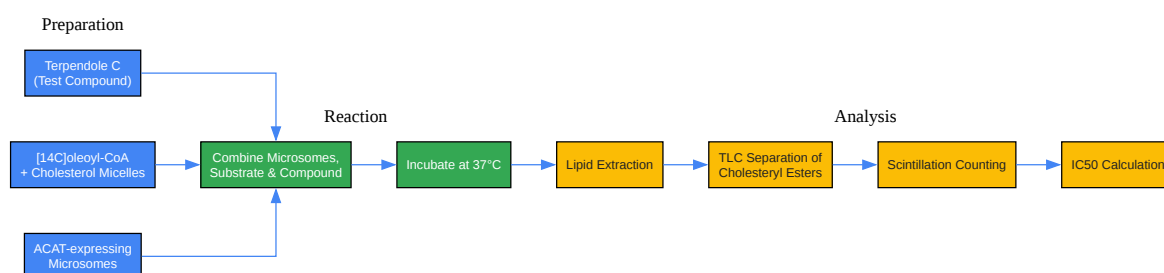 Preparation
Terpendole C
(Test Compound)
Reaction
Analysis
[14C]oleoyl-CoA
+ Cholesterol Micelles
Combine Microsomes,
Substrate & Compound
Incubate at 37°C
Lipid Extraction
TLC Separation of
Cholesteryl Esters
Scintillation Counting
IC50 Calculation
ACAT-expressing
Microsomes